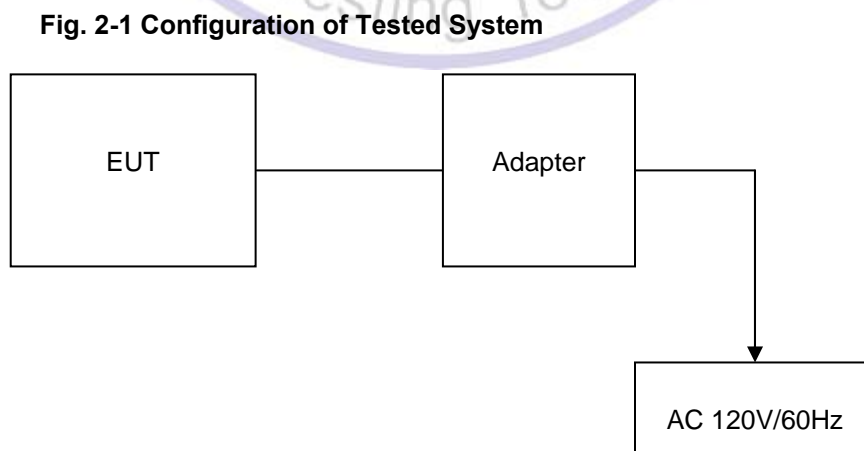 Fig. 2-1 Configuration of Tested System
EUT
Adapter
AC 120V/60Hz